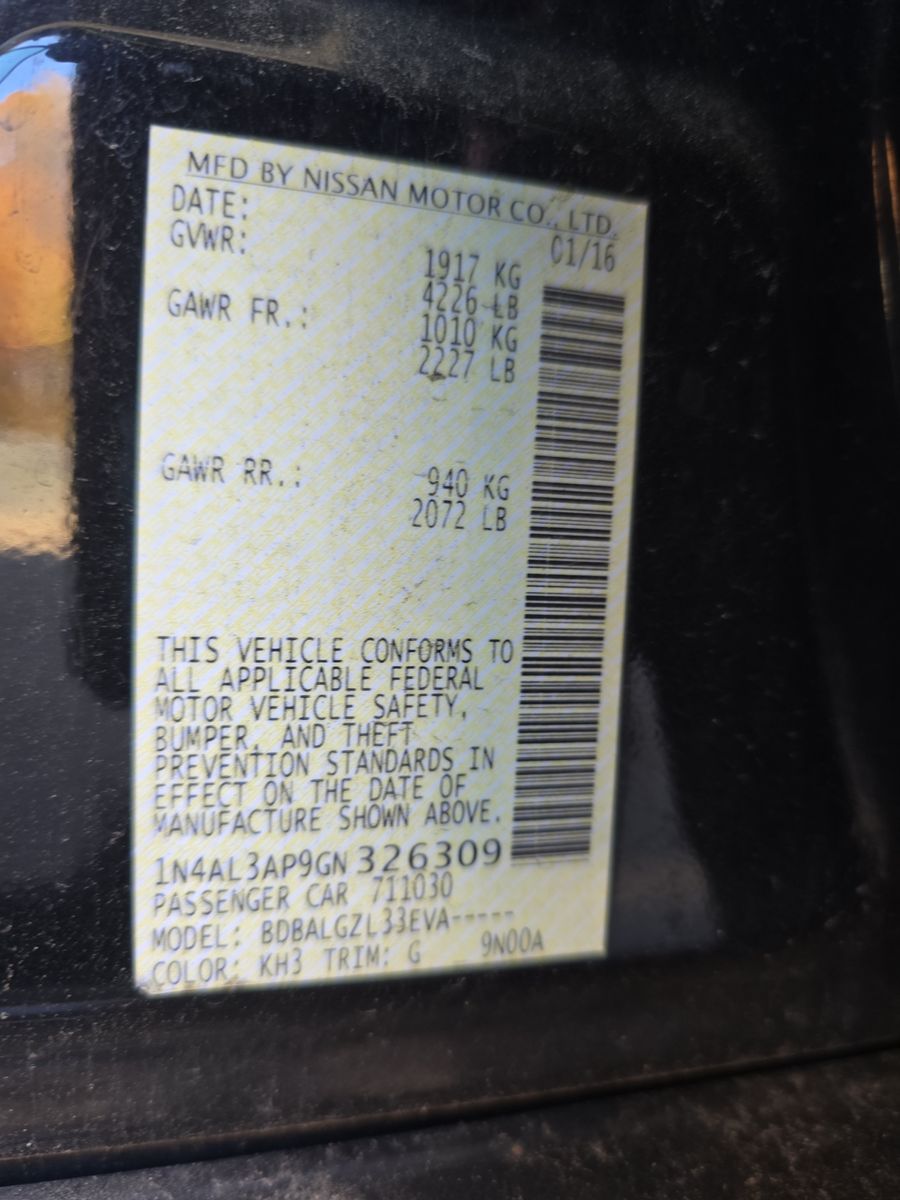 MFD BY NISSAN MOTOR CO., LTD.
DATE: 01/16
GVWR: 1917 KG
4226 LB
GAWR FR.: 1010 KG
2227 LB
GAWR RR.: 940 KG
2072 LB
THIS VEHICLE CONFORMS TO
ALL APPLICABLE FEDERAL
MOTOR VEHICLE SAFETY,
BUMPER, AND THEFT
PREVENTION STANDARDS IN
EFFECT ON THE DATE OF
MANUFACTURE SHOWN ABOVE.
1N4AL3AP9GN326309
PASSENGER CAR 711030
MODEL: BDBALGZL33EVA-----
COLOR: KH3 TRIM: G 9N00A